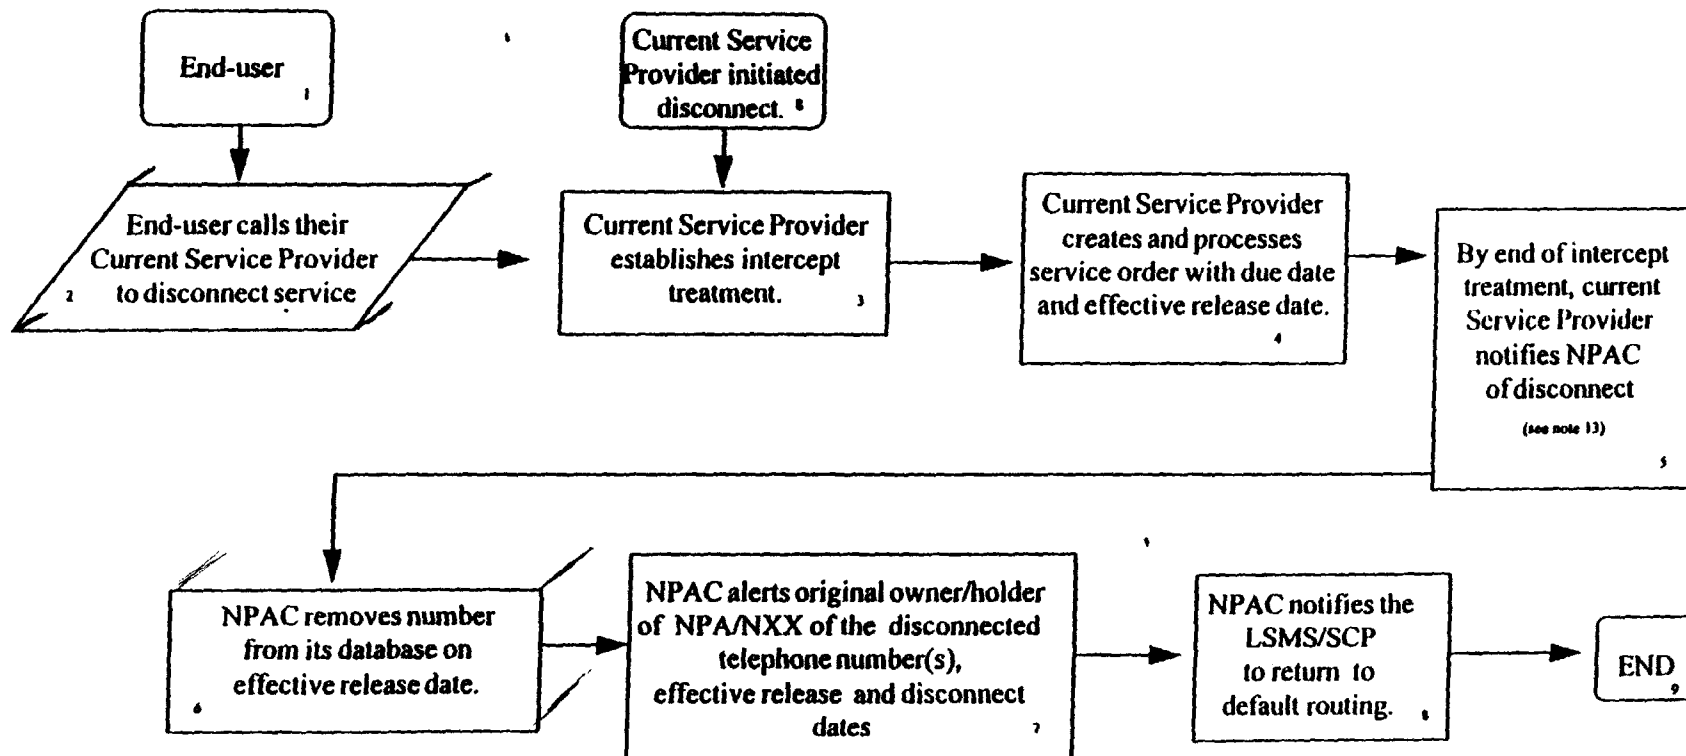 End-user
1
Current Service
Provider initiated
disconnect.
End-user calls their
Current Service Provider
to disconnect service
2
Current Service Provider
establishes intercept
treatment.
3
Current Service Provider
creates and processes
service order with due date
and effective release date.
4
By end of intercept
treatment, current
Service Provider
notifies NPAC
of disconnect
(see note 13)
5
NPAC removes number
from its database on
effective release date.
6
NPAC alerts original owner/holder
of NPA/NXX of the disconnected
telephone number(s),
effective release and disconnect
dates
7
NPAC notifies the
LSMS/SCP
to return to
default routing.
8
END
9